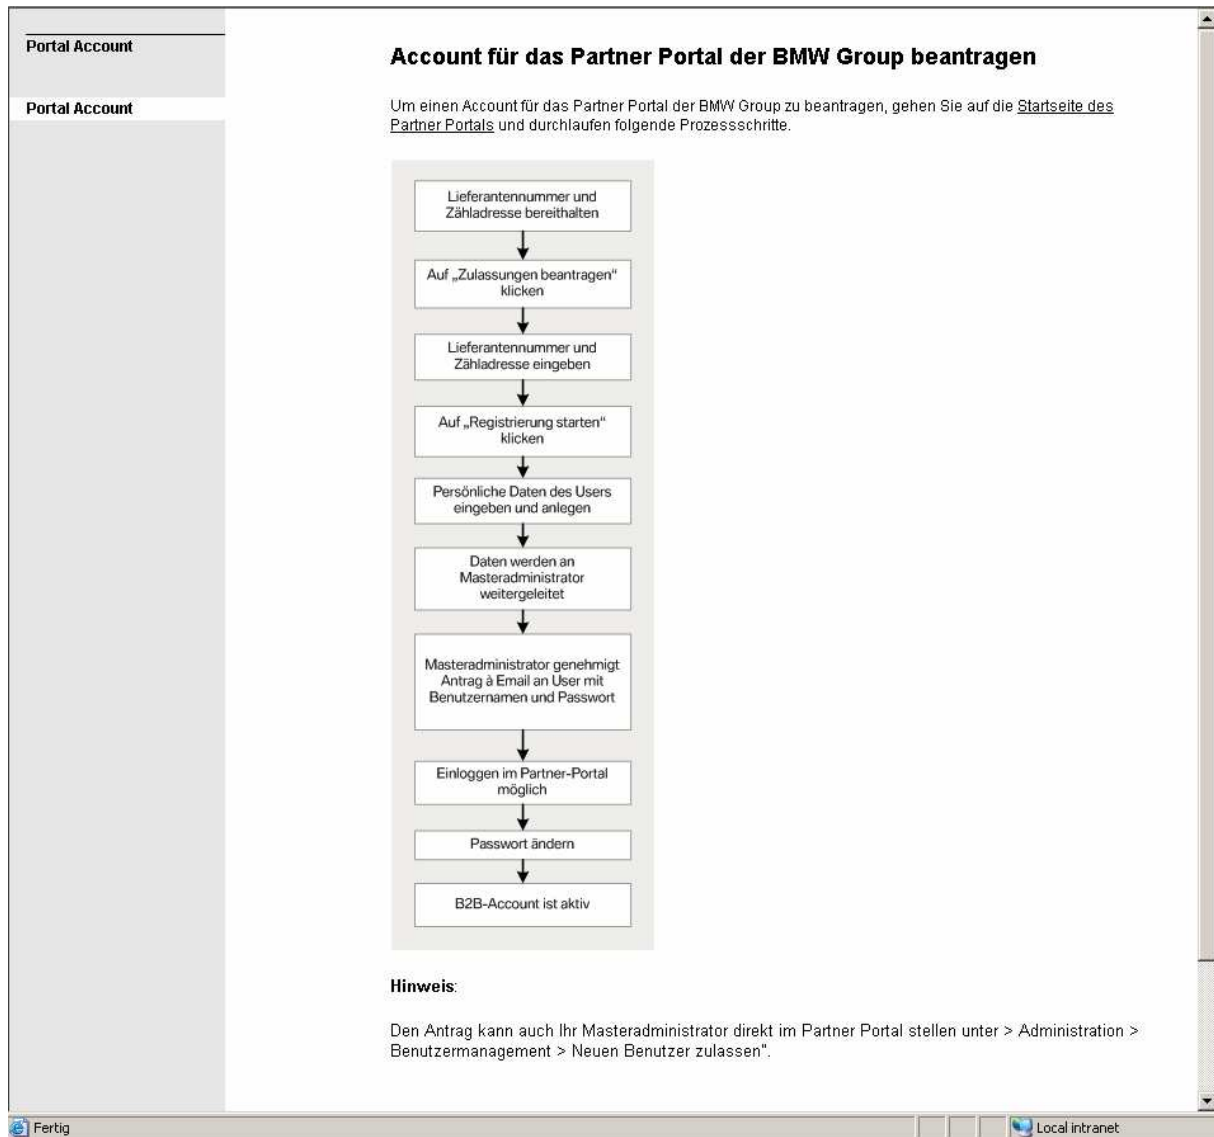 Portal Account
Portal Account
Account für das Partner Portal der BMW Group beantragen
Um einen Account für das Partner Portal der BMW Group zu beantragen, gehen Sie auf die Startseite des
Partner Portals und durchlaufen folgende Prozessschritte.
Lieferantennummer und
Zähladresse bereithalten
Auf „Zulassungen beantragen“
klicken
Lieferantennummer und
Zähladresse eingeben
Auf „Registrierung starten“
klicken
Persönliche Daten des Users
eingeben und anlegen
Daten werden an
Masteradministrator
weitergeleitet
Masteradministrator genehmigt
Antrag à Email an User mit
Benutzernamen und Passwort
Einloggen im Partner-Portal
möglich
Passwort ändern
B2B-Account ist aktiv
Hinweis:
Den Antrag kann auch Ihr Masteradministrator direkt im Partner Portal stellen unter > Administration >
Benutzermanagement > Neuen Benutzer zulassen".
Fertig
Local intranet